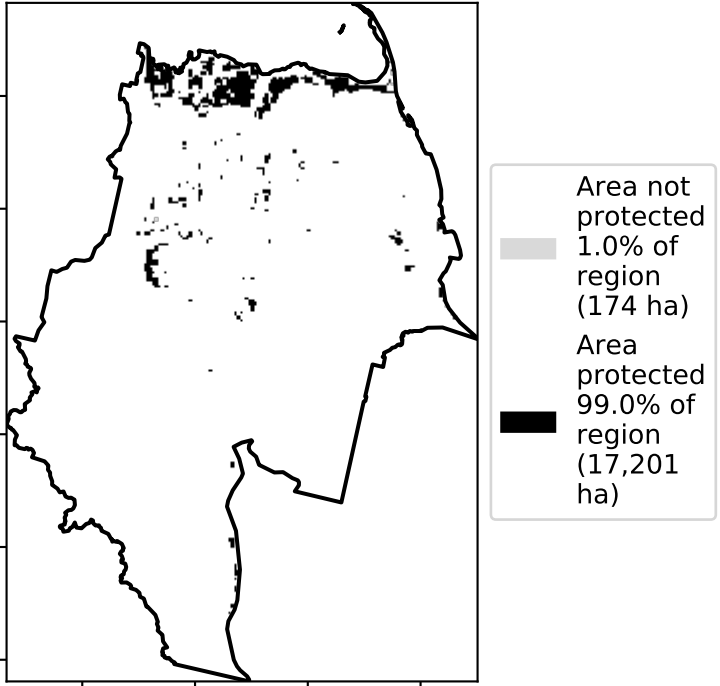 Area not
protected
1.0% of
region
(174 ha)
Area
protected
99.0% of
region
(17,201
ha)